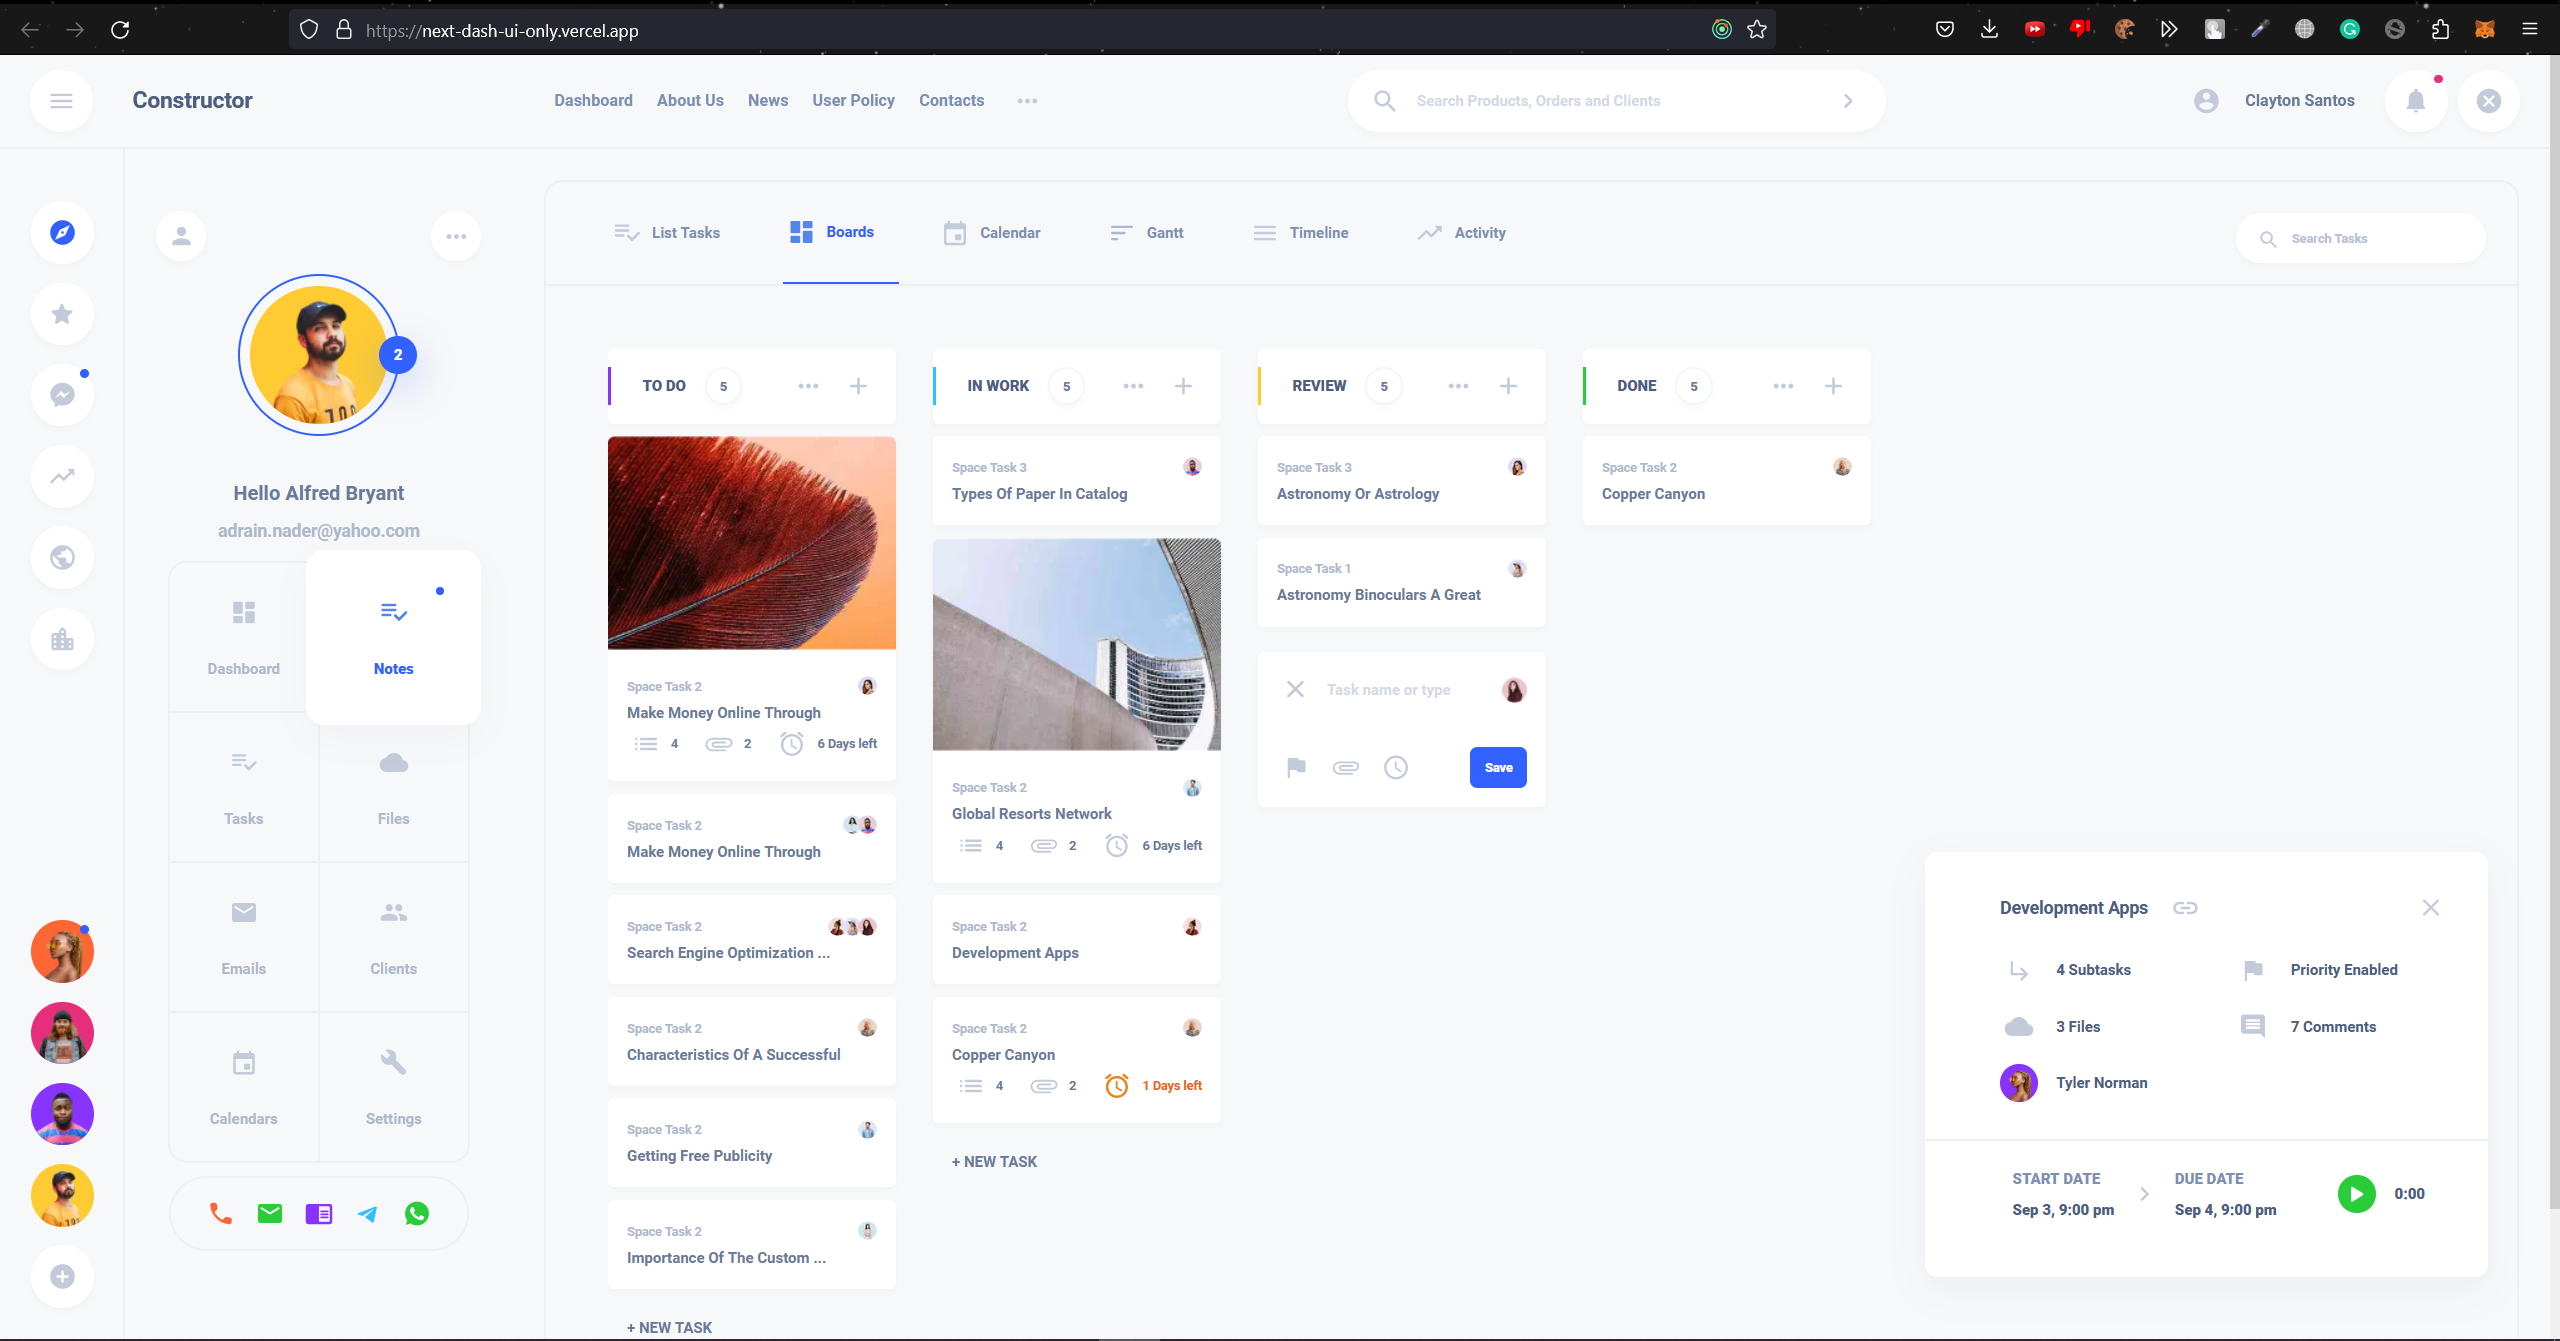 https://next-dash-ui-only.vercel.app
Constructor
Dashboard About Us News User Policy Contacts
Search Products, Orders and Clients
Clayton Santos
2
Hello Alfred Bryant
adrain.nader@yahoo.com
Dashboard
Notes
Tasks
Files
Emails
Clients
Calendars
Settings
List Tasks
Boards
Calendar
Gantt
Timeline
Activity
Search Tasks
TO DO 5
Space Task 2
Make Money Online Through
4 2 6 Days left
Space Task 2
Make Money Online Through
Space Task 2
Search Engine Optimization ...
Space Task 2
Characteristics Of A Successful
Space Task 2
Getting Free Publicity
Space Task 2
Importance Of The Custom ...
+ NEW TASK
IN WORK 5
Space Task 3
Types Of Paper In Catalog
Space Task 2
Global Resorts Network
4 2 6 Days left
Space Task 2
Development Apps
Space Task 2
Copper Canyon
4 2 1 Days left
+ NEW TASK
REVIEW 5
Space Task 3
Astronomy Or Astrology
Space Task 1
Astronomy Binoculars A Great
Task name or type
Save
DONE 5
Space Task 2
Copper Canyon
Development Apps
4 Subtasks
Priority Enabled
3 Files
7 Comments
Tyler Norman
START DATE
Sep 3, 9:00 pm
DUE DATE
Sep 4, 9:00 pm
0:00